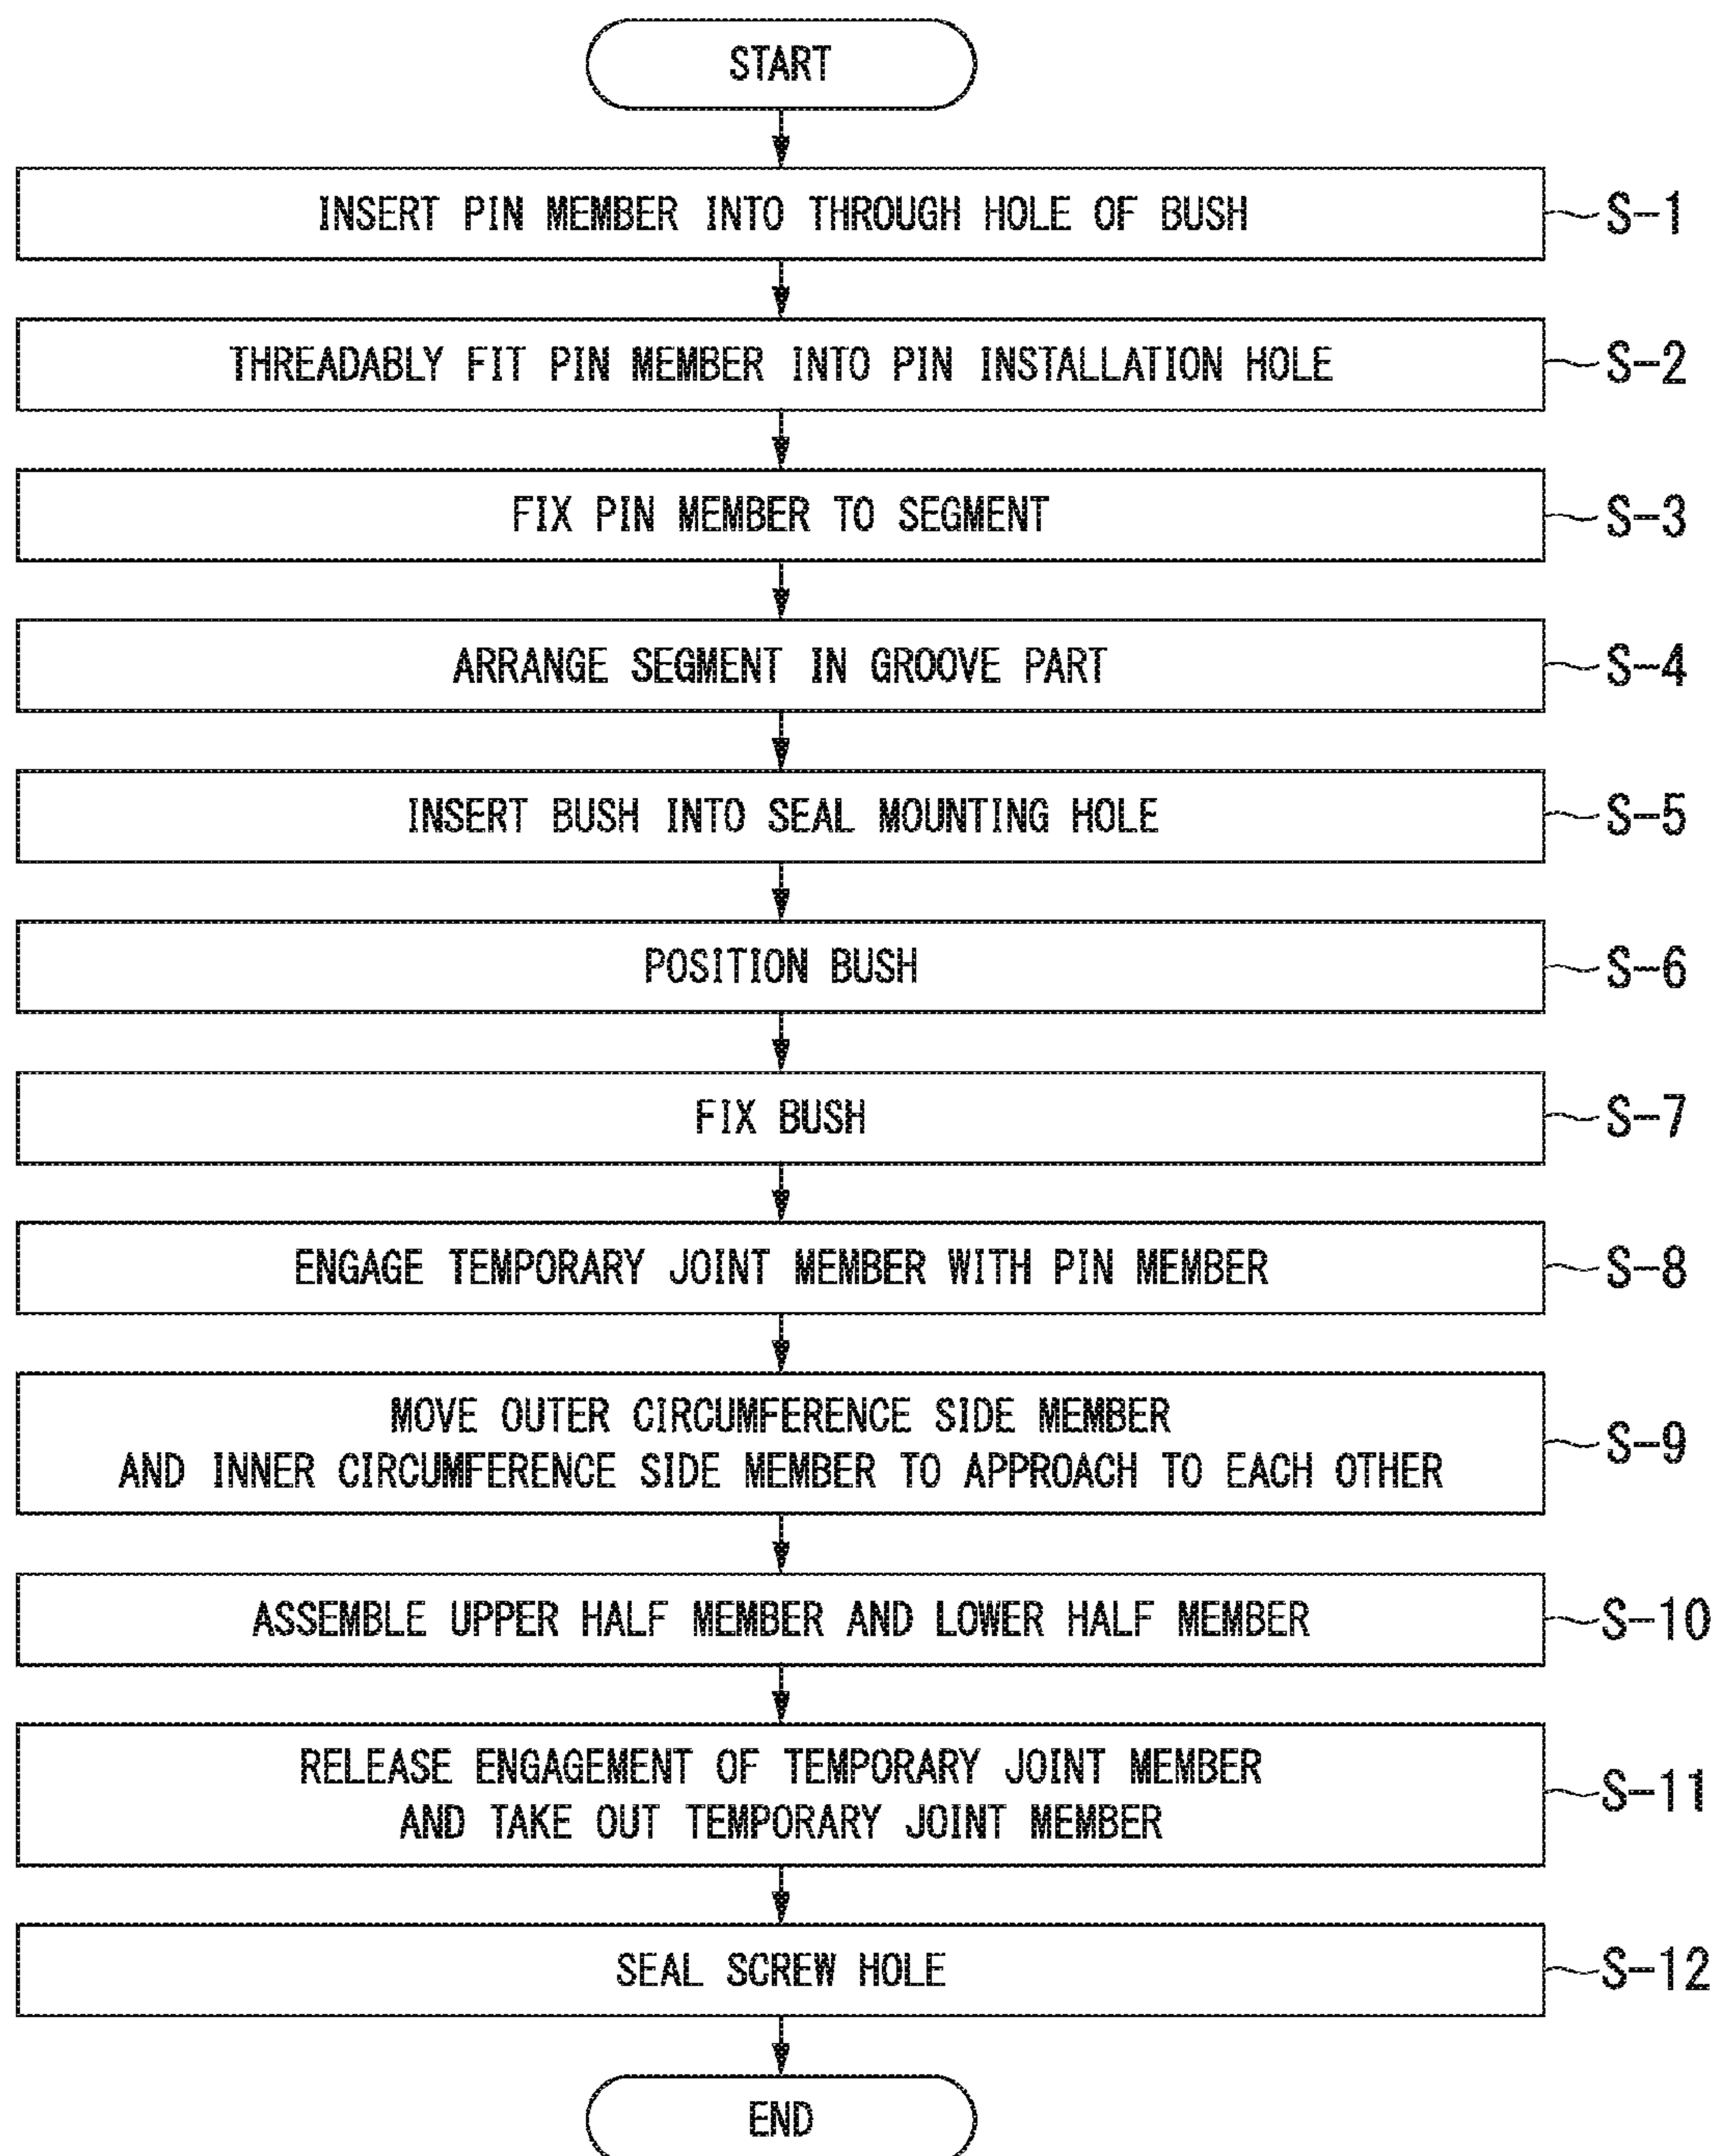 START
INSERT PIN MEMBER INTO THROUGH HOLE OF BUSH
S-1
THREADABLY FIT PIN MEMBER INTO PIN INSTALLATION HOLE
S-2
FIX PIN MEMBER TO SEGMENT
S-3
ARRANGE SEGMENT IN GROOVE PART
S-4
INSERT BUSH INTO SEAL MOUNTING HOLE
S-5
POSITION BUSH
S-6
FIX BUSH
S-7
ENGAGE TEMPORARY JOINT MEMBER WITH PIN MEMBER
S-8
MOVE OUTER CIRCUMFERENCE SIDE MEMBER
AND INNER CIRCUMFERENCE SIDE MEMBER TO APPROACH TO EACH OTHER
S-9
ASSEMBLE UPPER HALF MEMBER AND LOWER HALF MEMBER
S-10
RELEASE ENGAGEMENT OF TEMPORARY JOINT MEMBER
AND TAKE OUT TEMPORARY JOINT MEMBER
S-11
SEAL SCREW HOLE
S-12
END